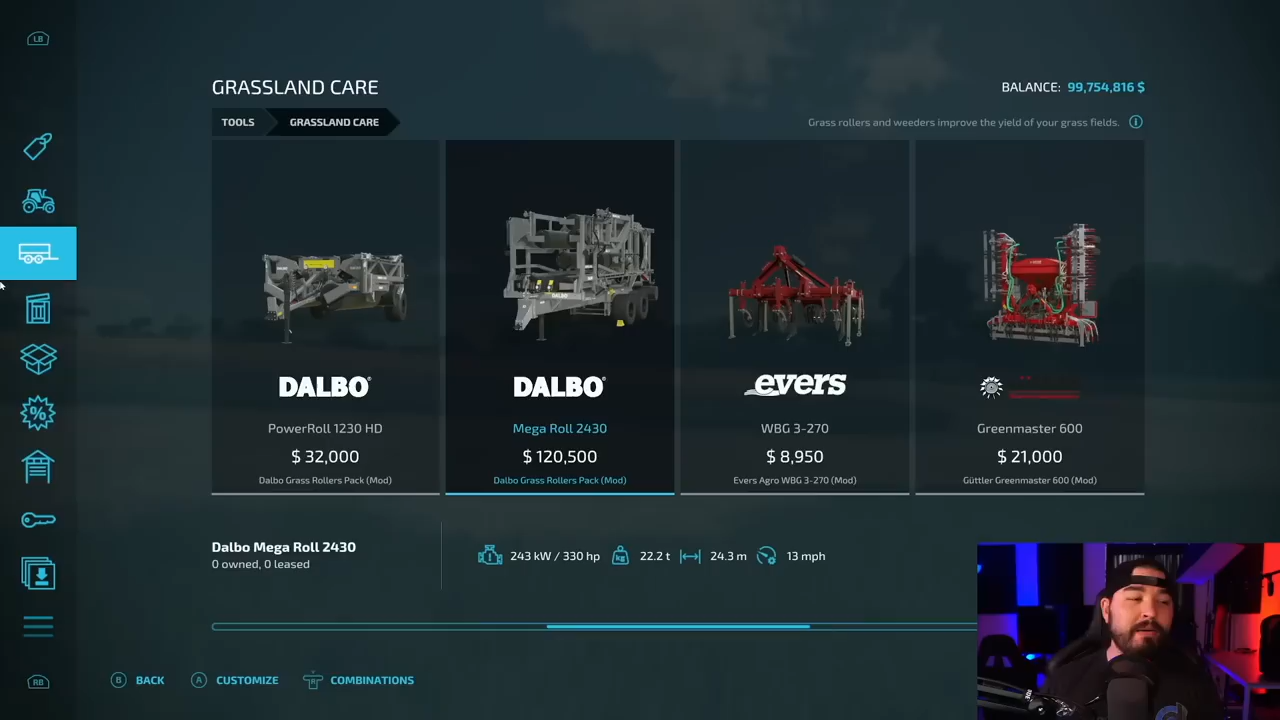 LB
GRASSLAND CARE
BALANCE: 99,754,816 $
TOOLS GRASSLAND CARE
Grass rollers and weeders improve the yield of your grass fields.
DALBO
PowerRoll 1230 HD
$ 32,000
Dalbo Grass Rollers Pack (Mod)
DALBO
Mega Roll 2430
$ 120,500
Dalbo Grass Rollers Pack (Mod)
evers
WBG 3-270
$ 8,950
Evers Agro WBG 3-270 (Mod)
Greenmaster 600
$ 21,000
Güttler Greenmaster 600 (Mod)
Dalbo Mega Roll 2430
0 owned, 0 leased
243 kW / 330 hp 22.2 t 24.3 m 13 mph
RB
B BACK A CUSTOMIZE COMBINATIONS